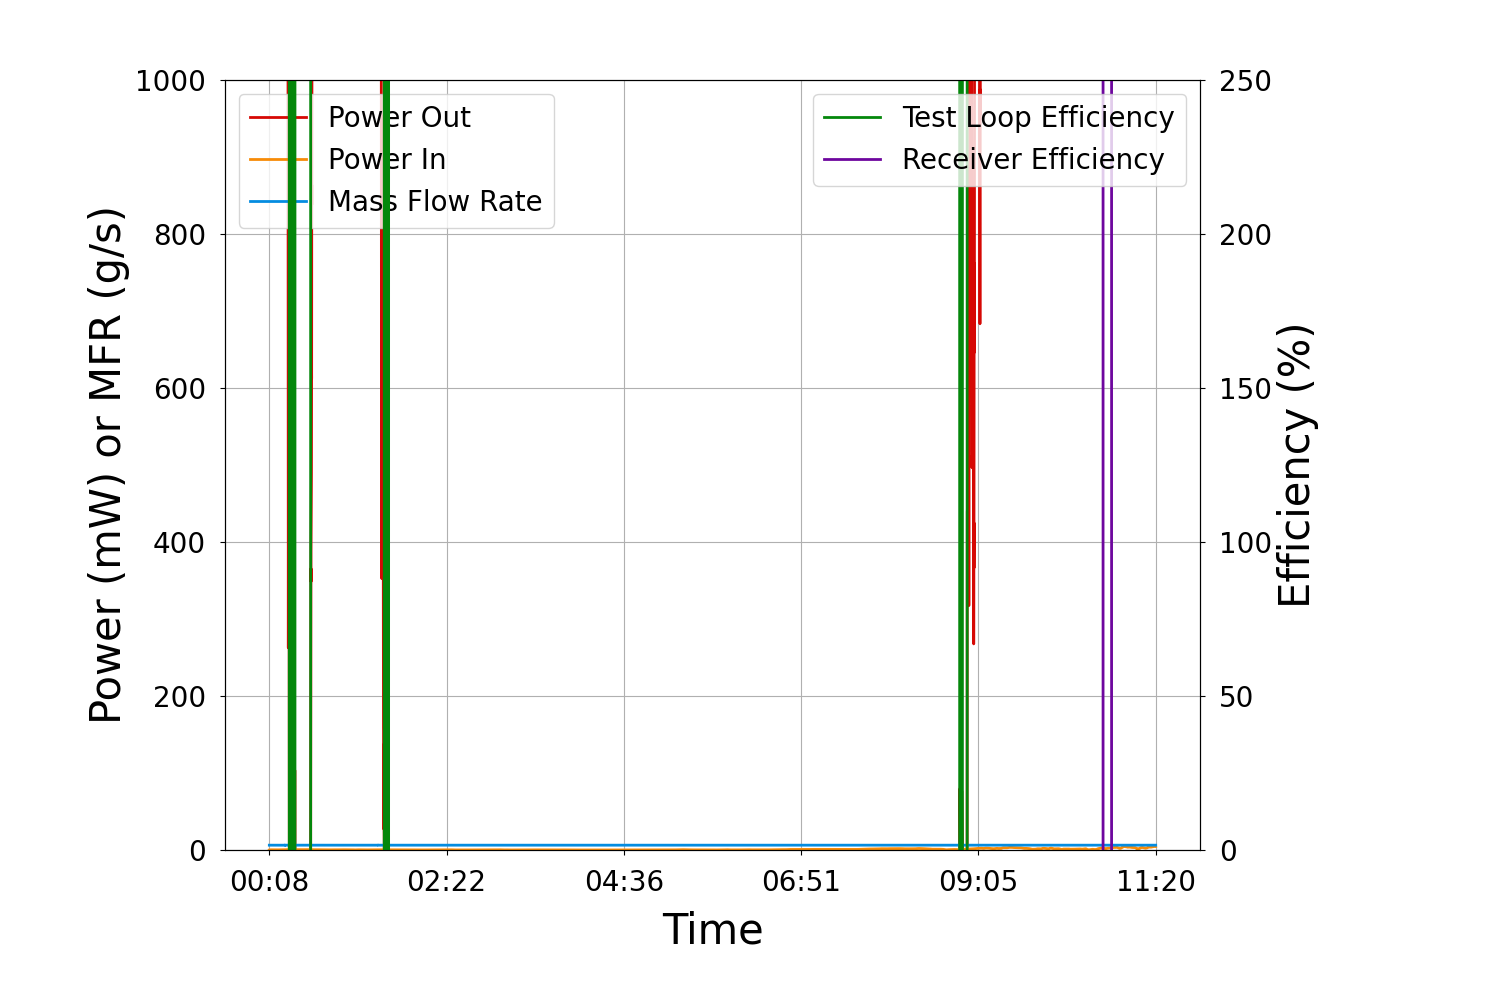 1000
800
600
400
200
0
Power (mW) or MFR (g/s)
Power Out
Power In
Mass Flow Rate
Test Loop Efficiency
Receiver Efficiency
250
200
150
100
50
0
Efficiency (%)
00:08 02:22 04:36 06:51 09:05 11:20
Time